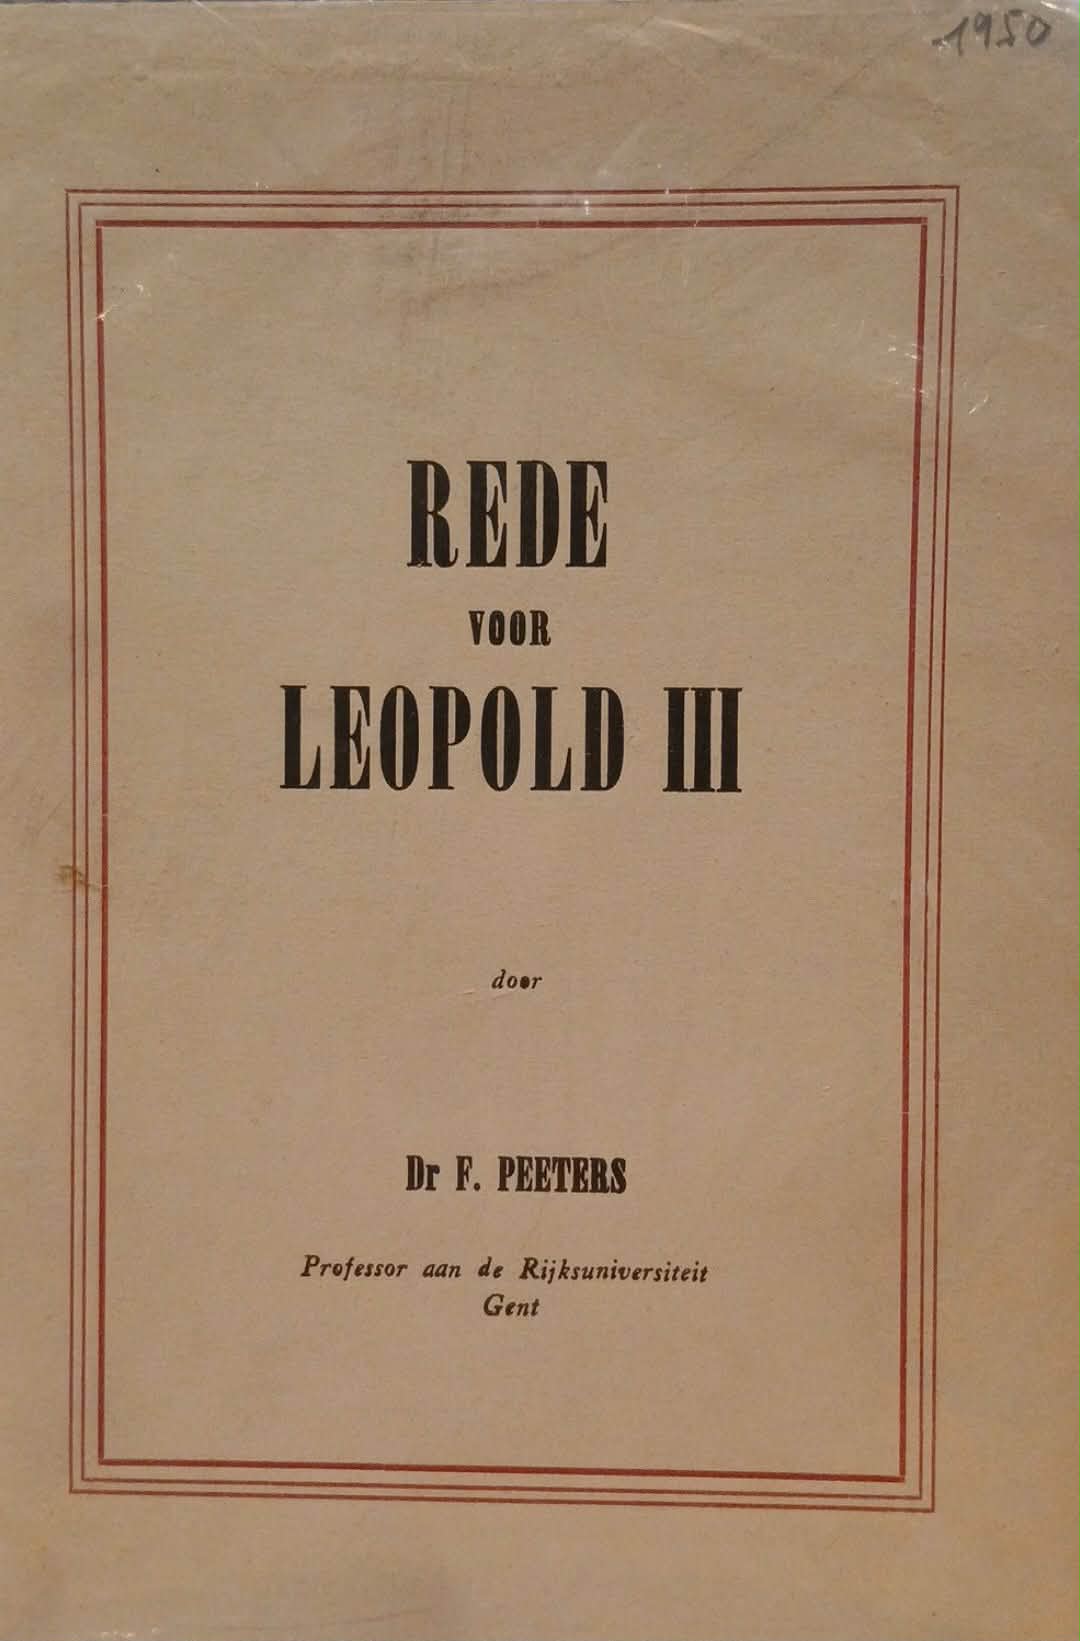 1950
REDE
VOOR
LEOPOLD III
door
Dr F. PEETERS
Professor aan de Rijksuniversiteit
Gent